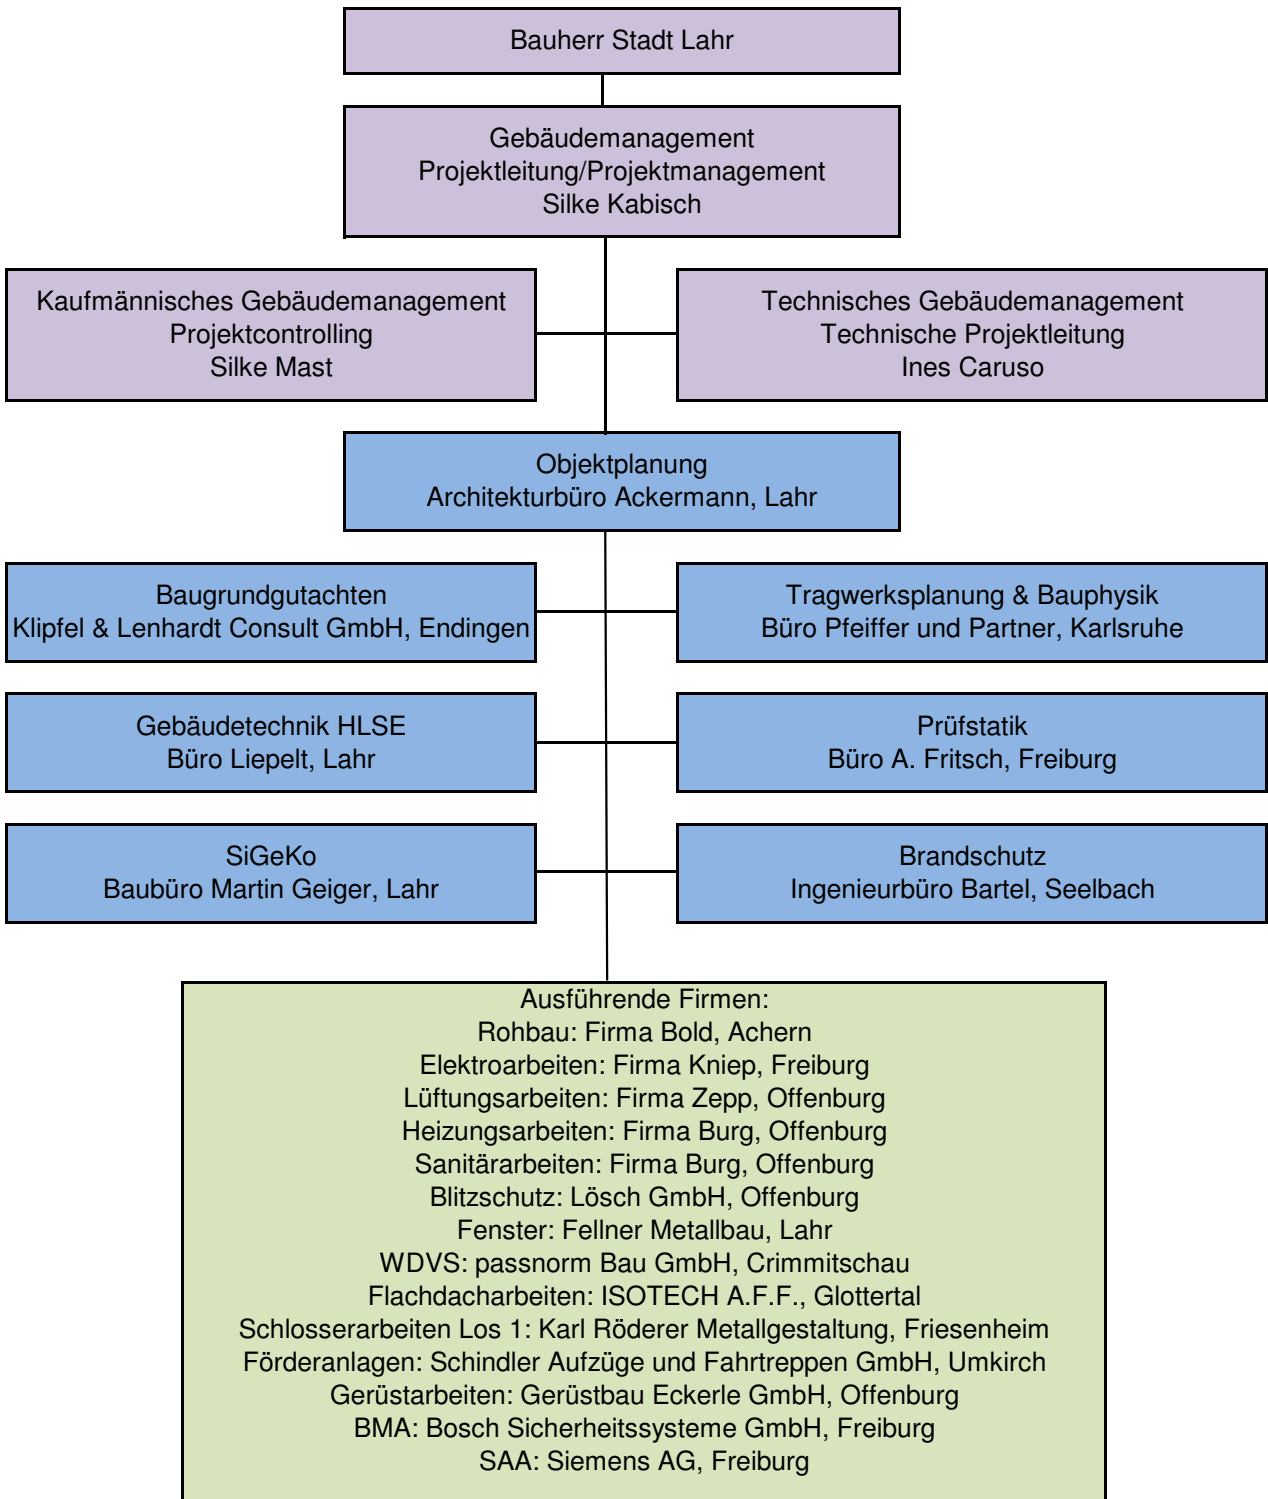 Bauherr Stadt Lahr
Gebäudemanagement
Projektleitung/Projektmanagement
Silke Kabisch
Kaufmännisches Gebäudemanagement
Projektcontrolling
Silke Mast
Technisches Gebäudemanagement
Technische Projektleitung
Ines Caruso
Objektplanung
Architekturbüro Ackermann, Lahr
Baugrundgutachten
Klipfel & Lenhardt Consult GmbH, Endingen
Tragwerksplanung & Bauphysik
Büro Pfeiffer und Partner, Karlsruhe
Gebäudetechnik HLSE
Büro Liepelt, Lahr
Prüfstatik
Büro A. Fritsch, Freiburg
SiGeKo
Baubüro Martin Geiger, Lahr
Brandschutz
Ingenieurbüro Bartel, Seelbach
Ausführende Firmen:
Rohbau: Firma Bold, Achern
Elektroarbeiten: Firma Kniep, Freiburg
Lüftungsarbeiten: Firma Zepp, Offenburg
Heizungsarbeiten: Firma Burg, Offenburg
Sanitärarbeiten: Firma Burg, Offenburg
Blitzschutz: Lösch GmbH, Offenburg
Fenster: Fellner Metallbau, Lahr
WDVS: passnorm Bau GmbH, Crimmitschau
Flachdacharbeiten: ISOTECH A.F.F., Glottertal
Schlosserarbeiten Los 1: Karl Röderer Metallgestaltung, Friesenheim
Förderanlagen: Schindler Aufzüge und Fahrtreppen GmbH, Umkirch
Gerüstarbeiten: Gerüstbau Eckerle GmbH, Offenburg
BMA: Bosch Sicherheitssysteme GmbH, Freiburg
SAA: Siemens AG, Freiburg